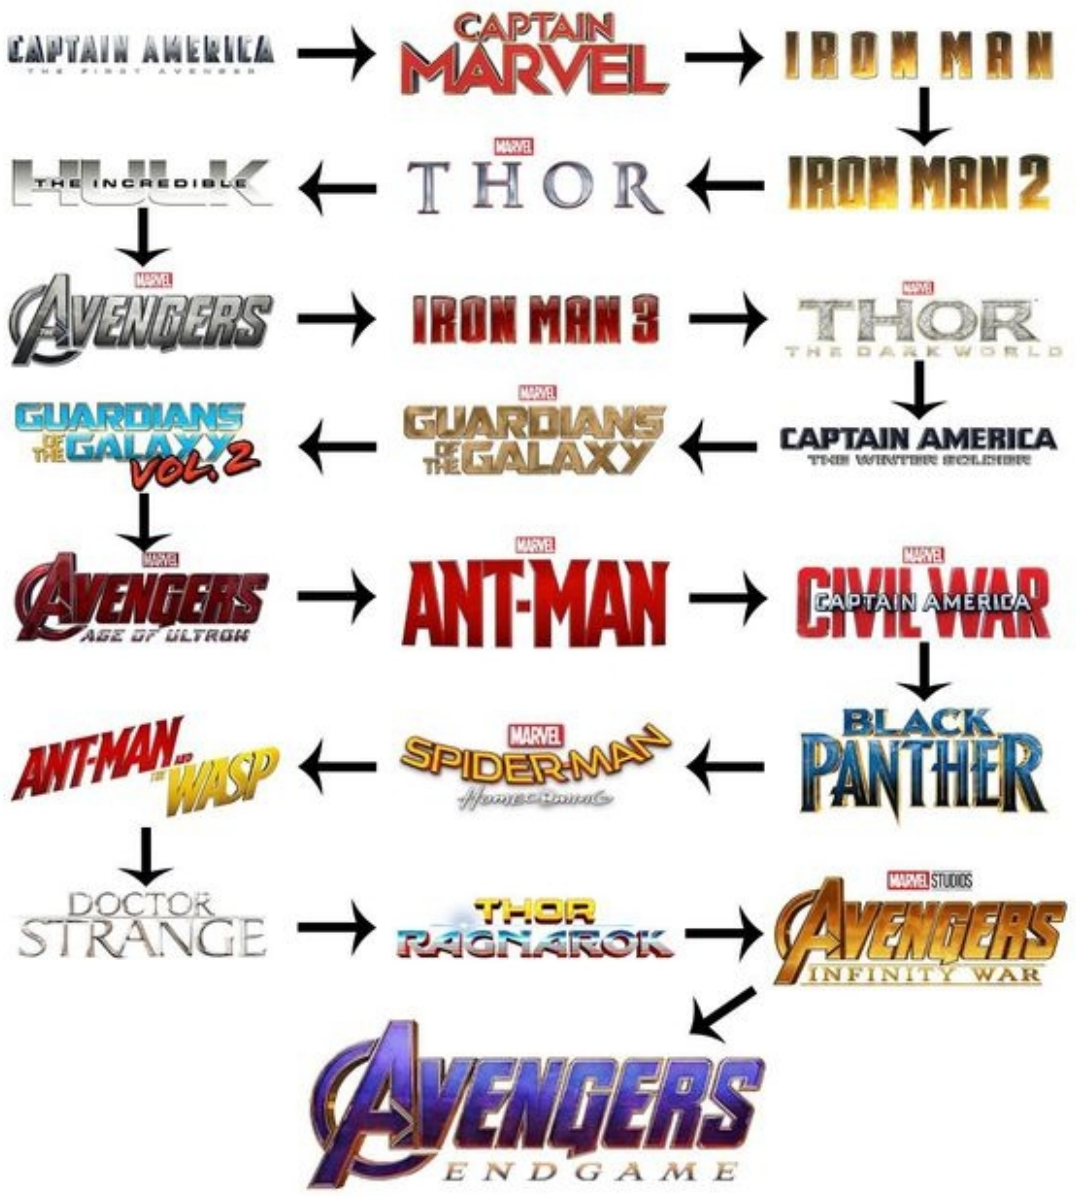 CAPTAIN AMERICA
THE FIRST AVENGER
CAPTAIN
MARVEL
IRON MAN
THE INCREDIBLE
HULK
MARVEL
THOR
IRON MAN 2
MARVEL
AVENGERS
IRON MAN 3
MARVEL
THOR
THE DARK WORLD
GUARDIANS
OF THE GALAXY
VOL. 2
MARVEL
GUARDIANS
OF THE GALAXY
CAPTAIN AMERICA
THE WINTER SOLDIER
MARVEL
AVENGERS
AGE OF ULTRON
MARVEL
ANT-MAN
MARVEL
CAPTAIN AMERICA
CIVIL WAR
ANT-MAN AND
THE WASP
MARVEL
SPIDER-MAN
Homecoming
BLACK
PANTHER
DOCTOR
STRANGE
THOR
RAGNAROK
MARVEL STUDIOS
AVENGERS
INFINITY WAR
AVENGERS
ENDGAME